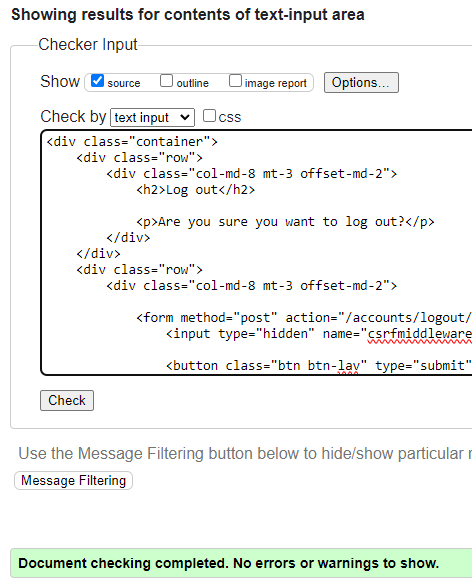 Showing results for contents of text-input area
Checker Input
Show source outline image report Options...
Check by text input css
<div class="container">
<div class="row">
<div class="col-md-8 mt-3 offset-md-2">
<h2>Log out</h2>
<p>Are you sure you want to log out?</p>
</div>
</div>
<div class="row">
<div class="col-md-8 mt-3 offset-md-2">
<form method="post" action="/accounts/logout/
<input type="hidden" name="csrfmiddleware
<button class="btn btn-lav" type="submit"
Check
Use the Message Filtering button below to hide/show particular
Message Filtering
Document checking completed. No errors or warnings to show.